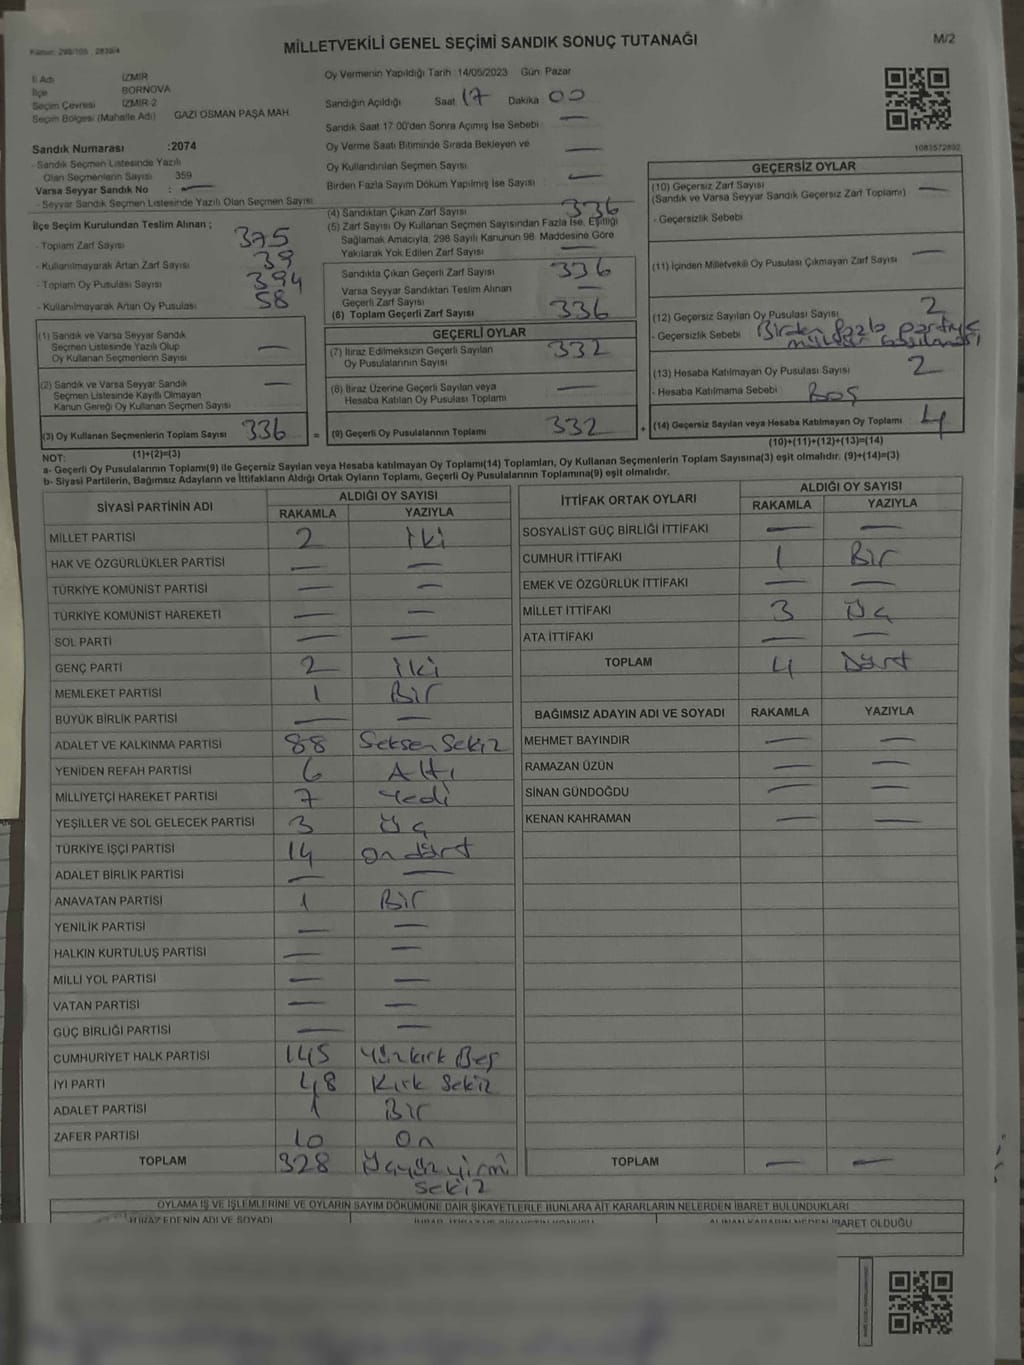 Kanun: 298/105 , 2839/4
MİLLETVEKİLİ GENEL SEÇİMİ SANDIK SONUÇ TUTANAĞI
M/2
İl Adı İZMİR
İlçe BORNOVA
Seçim Çevresi İZMİR-2
Seçim Bölgesi (Mahalle Adı) GAZİ OSMAN PAŞA MAH.
Sandık Numarası :2074
- Sandık Seçmen Listesinde Yazılı
Olan Seçmenlerin Sayısı 359
Varsa Seyyar Sandık No : —
- Seyyar Sandık Seçmen Listesinde Yazılı Olan Seçmen Sayısı
İlçe Seçim Kurulundan Teslim Alınan ;
- Toplam Zarf Sayısı 375
- Kullanılmayarak Artan Zarf Sayısı 39
- Toplam Oy Pusulası Sayısı 394
- Kullanılmayarak Artan Oy Pusulası 58
(1) Sandık ve Varsa Seyyar Sandık
Seçmen Listesinde Yazılı Olup
Oy Kullanan Seçmenlerin Sayısı —
(2) Sandık ve Varsa Seyyar Sandık
Seçmen Listesinde Kayıtlı Olmayan
Kanun Gereği Oy Kullanan Seçmen Sayısı —
(3) Oy Kullanan Seçmenlerin Toplam Sayısı 336 =
(1)+(2)=(3)
Oy Vermenin Yapıldığı Tarih :14/05/2023 Gün: Pazar
Sandığın Açıldığı Saat 17 Dakika 00
Sandık Saat 17:00'den Sonra Açımış İse Sebebi —
Oy Verme Saati Bitiminde Sırada Bekleyen ve
Oy Kullandırılan Seçmen Sayısı —
Birden Fazla Sayım Döküm Yapılmış İse Sayısı —
(4) Sandıktan Çıkan Zarf Sayısı 336
(5) Zarf Sayısı Oy Kullanan Seçmen Sayısından Fazla İse, Eşitliği
Sağlamak Amacıyla, 298 Sayılı Kanunun 98. Maddesine Göre
Yakılarak Yok Edilen Zarf Sayısı —
Sandıkta Çıkan Geçerli Zarf Sayısı 336
Varsa Seyyar Sandıktan Teslim Alınan
Geçerli Zarf Sayısı —
(6) Toplam Geçerli Zarf Sayısı 336
GEÇERLİ OYLAR
(7) İtiraz Edilmeksizin Geçerli Sayılan
Oy Pusulalarının Sayısı 332
(8) İtiraz Üzerine Geçerli Sayılan veya
Hesaba Katılan Oy Pusulası Toplamı —
(9) Geçerli Oy Pusulalarının Toplamı 332 +
1083572892
GEÇERSİZ OYLAR
(10) Geçersiz Zarf Sayısı —
(Sandık ve Varsa Seyyar Sandık Geçersiz Zarf Toplamı)
- Geçersizlik Sebebi
(11) İçinden Milletvekili Oy Pusulası Çıkmayan Zarf Sayısı —
(12) Geçersiz Sayılan Oy Pusulası Sayısı 2
- Geçersizlik Sebebi Birden fazla partiye
mühür
(13) Hesaba Katılmayan Oy Pusulası Sayısı 2
- Hesaba Katılmama Sebebi Boş
(14) Geçersiz Sayılan veya Hesaba Katılmayan Oy Toplamı 4
(10)+(11)+(12)+(13)=(14)
NOT:
a- Geçerli Oy Pusulalarının Toplamı(9) ile Geçersiz Sayılan veya Hesaba katılmayan Oy Toplamı(14) Toplamları, Oy Kullanan Seçmenlerin Toplam Sayısına(3) eşit olmalıdır. (9)+(14)=(3)
b- Siyasi Partilerin, Bağımsız Adayların ve İttifakların Aldığı Ortak Oyların Toplamı, Geçerli Oy Pusulalarının Toplamına(9) eşit olmalıdır.
SİYASİ PARTİNİN ADI ALDIĞI OY SAYISI
RAKAMLA YAZIYLA
MİLLET PARTİSİ 2 İki
HAK VE ÖZGÜRLÜKLER PARTİSİ — —
TÜRKİYE KOMÜNİST PARTİSİ — —
TÜRKİYE KOMÜNİST HAREKETİ — —
SOL PARTİ — —
GENÇ PARTİ 2 İki
MEMLEKET PARTİSİ 1 Bir
BÜYÜK BİRLİK PARTİSİ — —
ADALET VE KALKINMA PARTİSİ 88 Seksen Sekiz
YENİDEN REFAH PARTİSİ 6 Altı
MİLLİYETÇİ HAREKET PARTİSİ 7 Yedi
YEŞİLLER VE SOL GELECEK PARTİSİ 3 Üç
TÜRKİYE İŞÇİ PARTİSİ 14 On dört
ADALET BİRLİK PARTİSİ — —
ANAVATAN PARTİSİ 1 Bir
YENİLİK PARTİSİ — —
HALKIN KURTULUŞ PARTİSİ — —
MİLLİ YOL PARTİSİ — —
VATAN PARTİSİ — —
GÜÇ BİRLİĞİ PARTİSİ — —
CUMHURİYET HALK PARTİSİ 145 Yüz kırk Beş
İYİ PARTİ 48 Kırk Sekiz
ADALET PARTİSİ 1 Bir
ZAFER PARTİSİ 10 On
TOPLAM 328 Üçyüz yirmi
sekiz
İTTİFAK ORTAK OYLARI ALDIĞI OY SAYISI
RAKAMLA YAZIYLA
SOSYALİST GÜÇ BİRLİĞİ İTTİFAKI — —
CUMHUR İTTİFAKI 1 Bir
EMEK VE ÖZGÜRLÜK İTTİFAKI — —
MİLLET İTTİFAKI 3 Üç
ATA İTTİFAKI — —
TOPLAM 4 Dört
BAĞIMSIZ ADAYIN ADI VE SOYADI RAKAMLA YAZIYLA
MEHMET BAYINDIR — —
RAMAZAN ÜZÜN — —
SİNAN GÜNDOĞDU — —
KENAN KAHRAMAN — —
TOPLAM — —
OYLAMA İŞ VE İŞLEMLERİNE VE OYLARIN SAYIM DÖKÜMÜNE DAİR ŞİKAYETLERLE BUNLARA AİT KARARLARIN NELERDEN İBARET BULUNDUKLARI
İTİRAZ EDENİN ADI VE SOYADI
ALINAN KARARIN NEDEN İBARET OLDUĞU